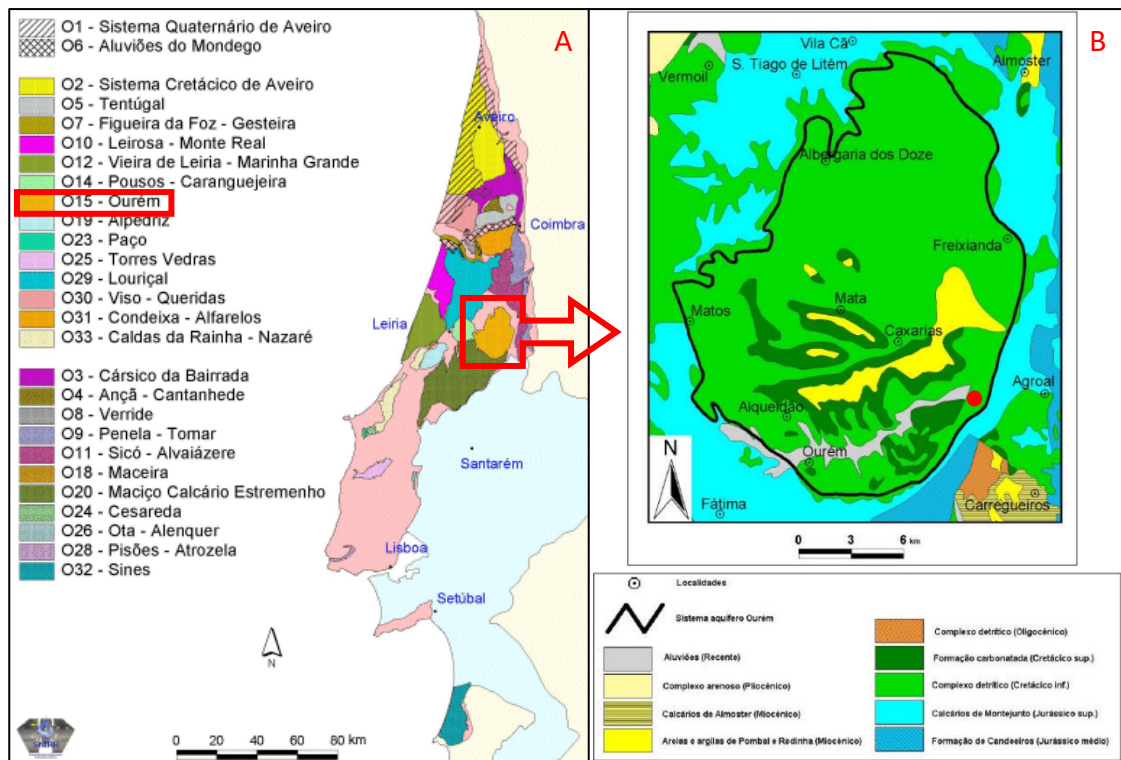 O1 - Sistema Quaternário de Aveiro
O6 - Aluviões do Mondego
O2 - Sistema Cretácico de Aveiro
O5 - Tentúgal
O7 - Figueira da Foz - Gesteira
O10 - Leirosa - Monte Real
O12 - Vieira de Leiria - Marinha Grande
O14 - Pousos - Caranguejeira
O15 - Ourém
O19 - Alpedriz
O23 - Paço
O25 - Torres Vedras
O29 - Louriçal
O30 - Viso - Queridas
O31 - Condeixa - Alfarelos
O33 - Caldas da Rainha - Nazaré
O3 - Cársico da Bairrada
O4 - Ançã - Cantanhede
O8 - Verride
O9 - Penela - Tomar
O11 - Sicó - Alvaiázere
O18 - Maceira
O20 - Maciço Calcário Estremenho
O24 - Cesareda
O26 - Ota - Alenquer
O28 - Pisões - Atrozela
O32 - Sines
A
Aveiro
Coimbra
Leiria
Santarém
Lisboa
Setúbal
N
0 20 40 60 80 km
B
Vila Cã
Vermoil
S. Tiago de Litém
Almoster
Albergaria dos Doze
Freixianda
Matos
Mata
Caxarias
Agroal
Alqueidão
Ourém
N
Fátima
Carregueiros
0 3 6 km
Localidades
Sistema aquífero Ourém
Aluviões (Recente)
Complexo arenoso (Pliocénico)
Calcários de Almoster (Miocénico)
Areias e argilas de Pombal e Redinha (Miocénico)
Complexo detrítico (Oligocénico)
Formação carbonatada (Cretácico sup.)
Complexo detrítico (Cretácico inf.)
Calcários de Montejunto (Jurássico sup.)
Formação de Candeeiros (Jurássico médio)